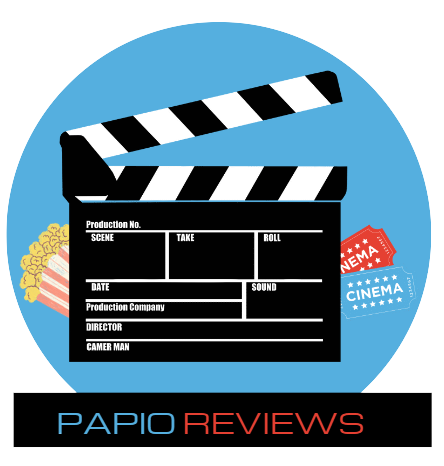 Production No.
SCENE TAKE ROLL
DATE SOUND
Production Company
DIRECTOR
CAMER MAN
NEMA
CINEMA
PAPIO REVIEWS